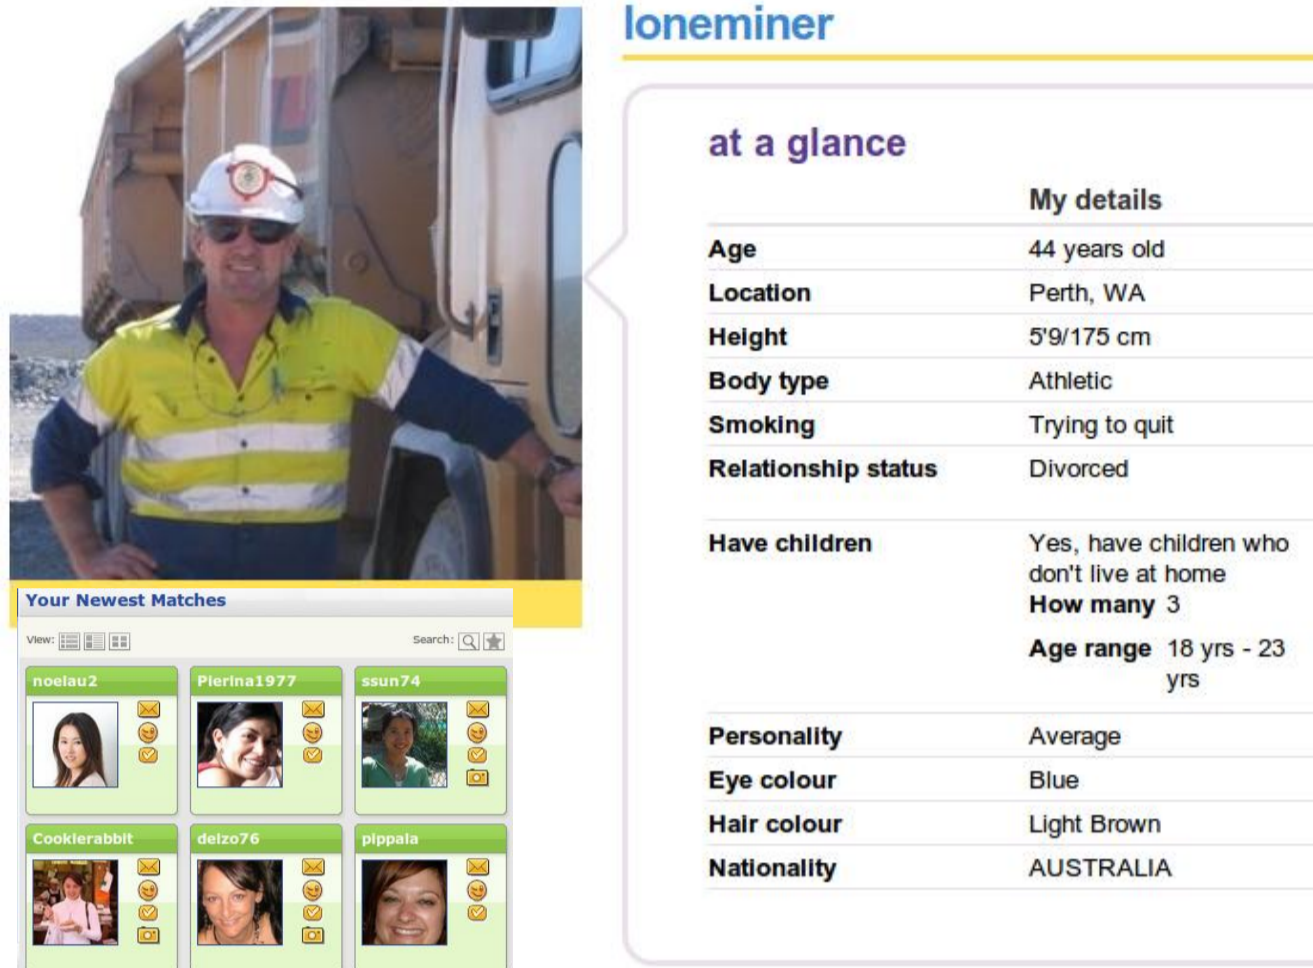 loneminer
at a glance
My details
Age 44 years old
Location Perth, WA
Height 5'9/175 cm
Body type Athletic
Smoking Trying to quit
Relationship status Divorced
Have children Yes, have children who
don't live at home
How many 3
Age range 18 yrs - 23
yrs
Personality Average
Eye colour Blue
Hair colour Light Brown
Nationality AUSTRALIA
Your Newest Matches
View: Search:
noelau2 Pierina1977 ssun74
Cookierabbit delzo76 pippala